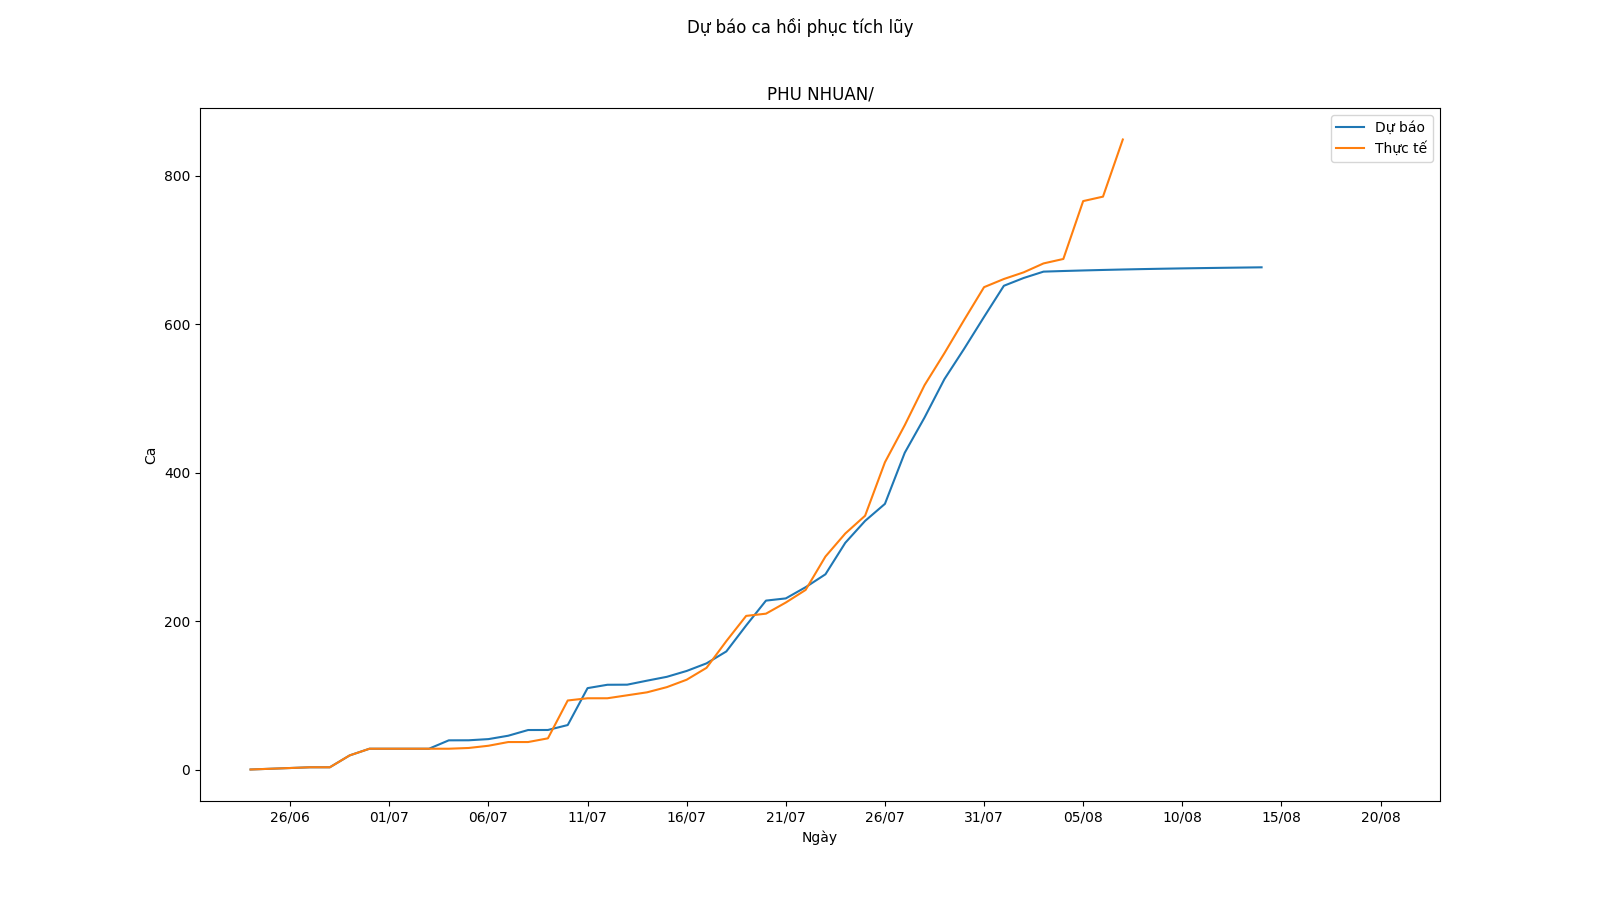 Dự báo ca hồi phục tích lũy
PHU NHUAN/
Dự báo
Thực tế
800
600
400
200
0
Ca
26/06 01/07 06/07 11/07 16/07 21/07 26/07 31/07 05/08 10/08 15/08 20/08
Ngày